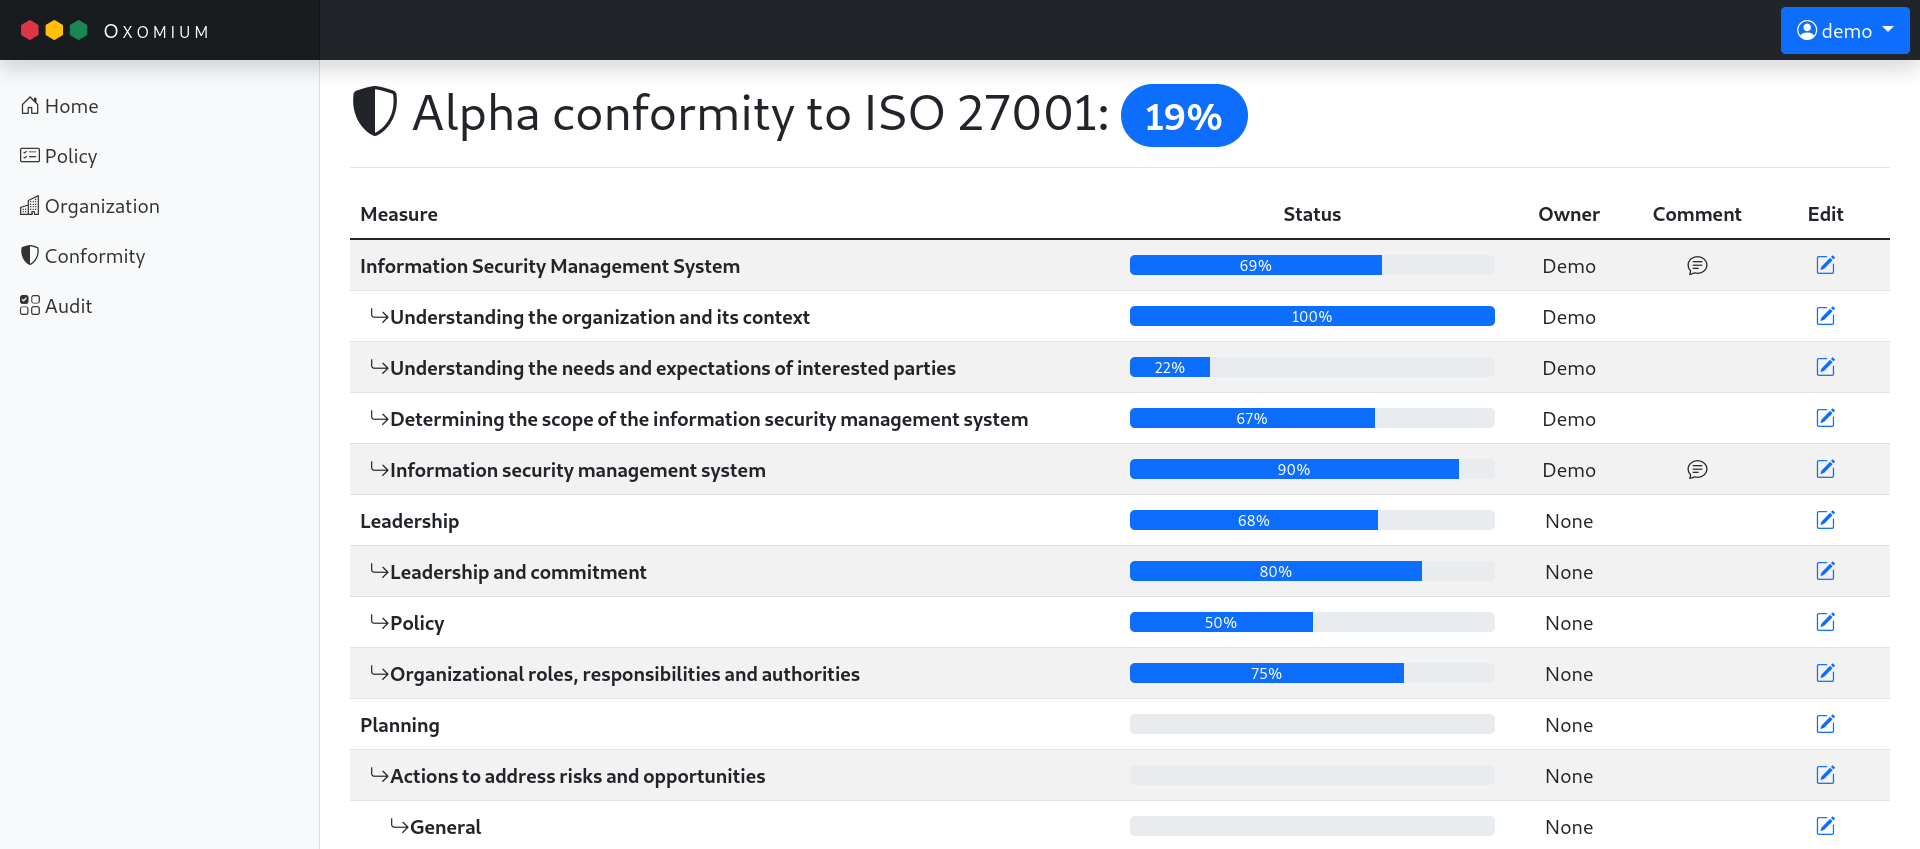 Oxomium
demo
Home
Policy
Organization
Conformity
Audit
Alpha conformity to ISO 27001: 19%
Measure Status Owner Comment Edit
Information Security Management System 69% Demo
Understanding the organization and its context 100% Demo
Understanding the needs and expectations of interested parties 22% Demo
Determining the scope of the information security management system 67% Demo
Information security management system 90% Demo
Leadership 68% None
Leadership and commitment 80% None
Policy 50% None
Organizational roles, responsibilities and authorities 75% None
Planning None
Actions to address risks and opportunities None
General None